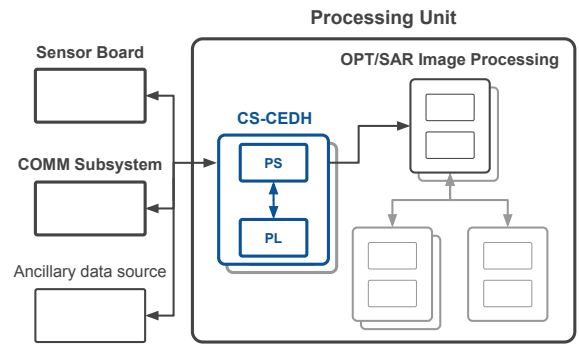 Processing Unit
Sensor Board
OPT/SAR Image Processing
CS-CEDH
PS
COMM Subsystem
PL
Ancillary data source